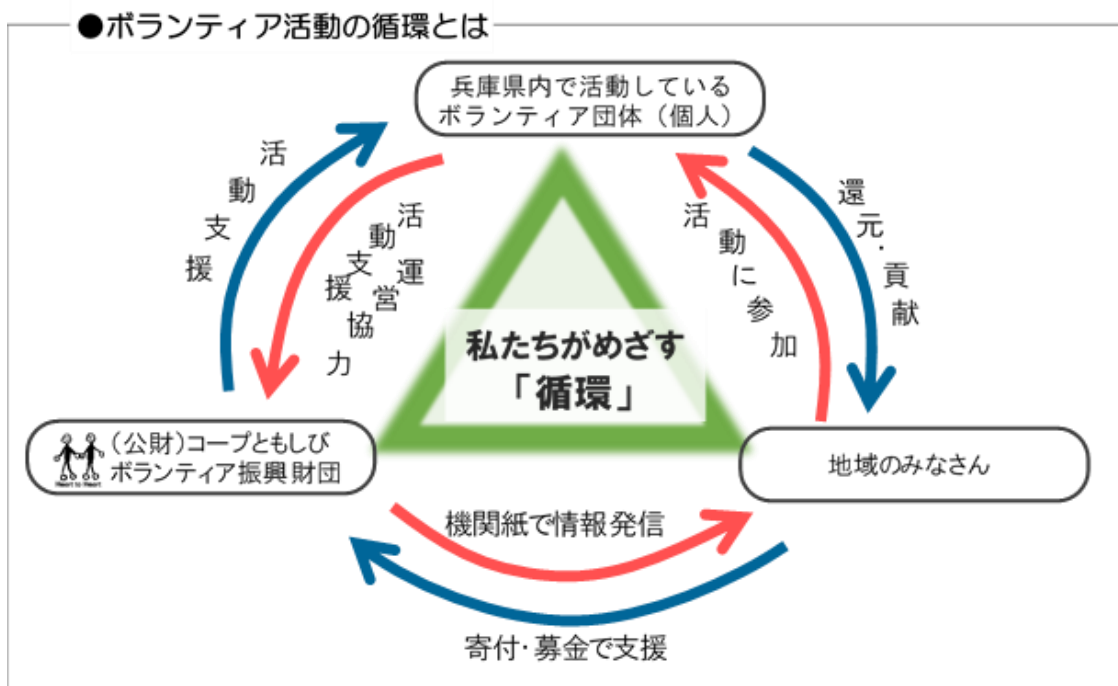 ●ボランティア活動の循環とは
兵庫県内で活動している
ボランティア団体（個人）
活動支援
活動支援
運営協力
活動に参加
還元・貢献
私たちがめざす
「循環」
（公財）コープともしび
ボランティア振興財団
Heart to Heart
地域のみなさん
機関紙で情報発信
寄付・募金で支援